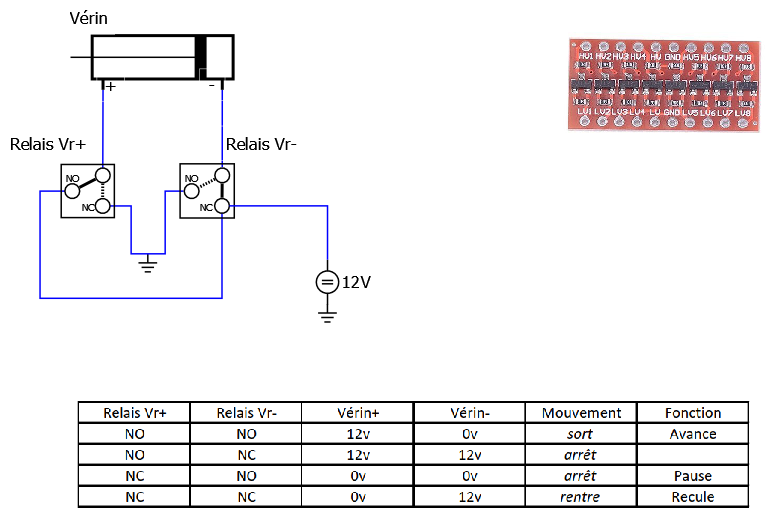 Vérin
HV1 HV2 HV3 HV4 HV GND HV5 HV6 HV7 HV8
LV1 LV2 LV3 LV4 LV GND LV5 LV6 LV7 LV8
+ -
Relais Vr+ Relais Vr-
NO NO
NC NC
12V
Relais Vr+ Relais Vr- Vérin+ Vérin- Mouvement Fonction
NO NO 12v 0v sort Avance
NO NC 12v 12v arrêt
NC NO 0v 0v arrêt Pause
NC NC 0v 12v rentre Recule